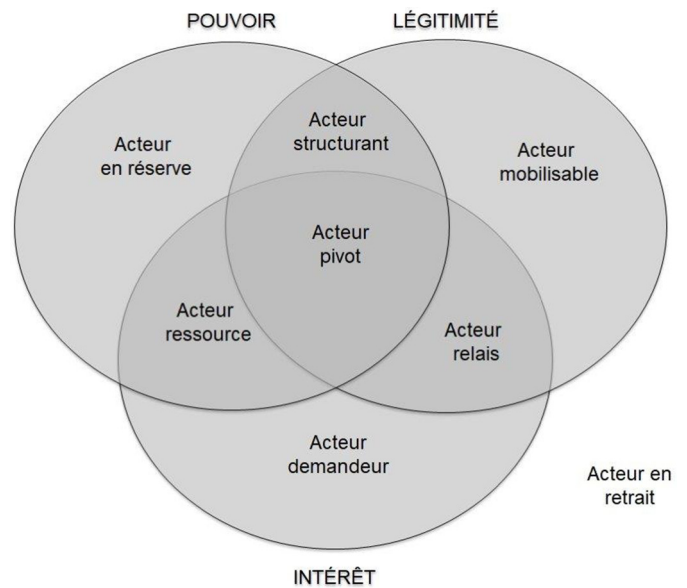 POUVOIR
LÉGITIMITÉ
Acteur
structurant
Acteur
en réserve
Acteur
mobilisable
Acteur
pivot
Acteur
ressource
Acteur
relais
Acteur
demandeur
Acteur en
retrait
INTÉRÊT